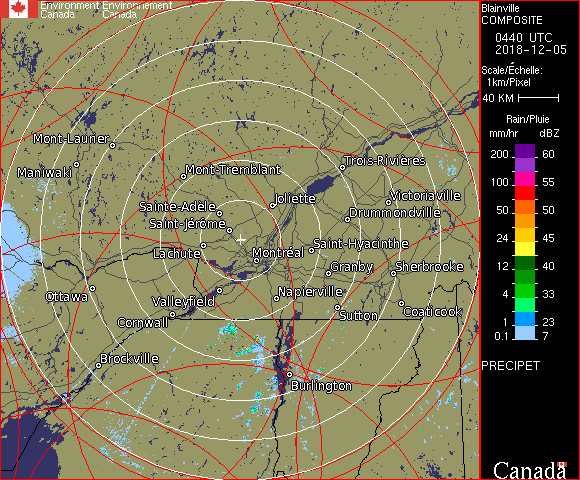 Environment Environnement
Canada Canada
Blainville
COMPOSITE
0440 UTC
2018-12-05
Scale/Échelle:
1km/Pixel
40 KM
Rain/Pluie
mm/hr dBZ
200 60
100 55
50 50
24 45
12 40
4 33
1 23
0.1 7
PRECIPET
Canada
Mont-Laurier
Maniwaki
Mont-Tremblant
Trois-Rivières
Sainte-Adèle
Joliette
Victoriaville
Saint-Jérome
Drummondville
Lachute
Montréal
Saint-Hyacinthe
Granby
Sherbrooke
Ottawa
Valleyfield
Napierville
Cornwall
Sutton
Coaticook
Brockville
Burlington